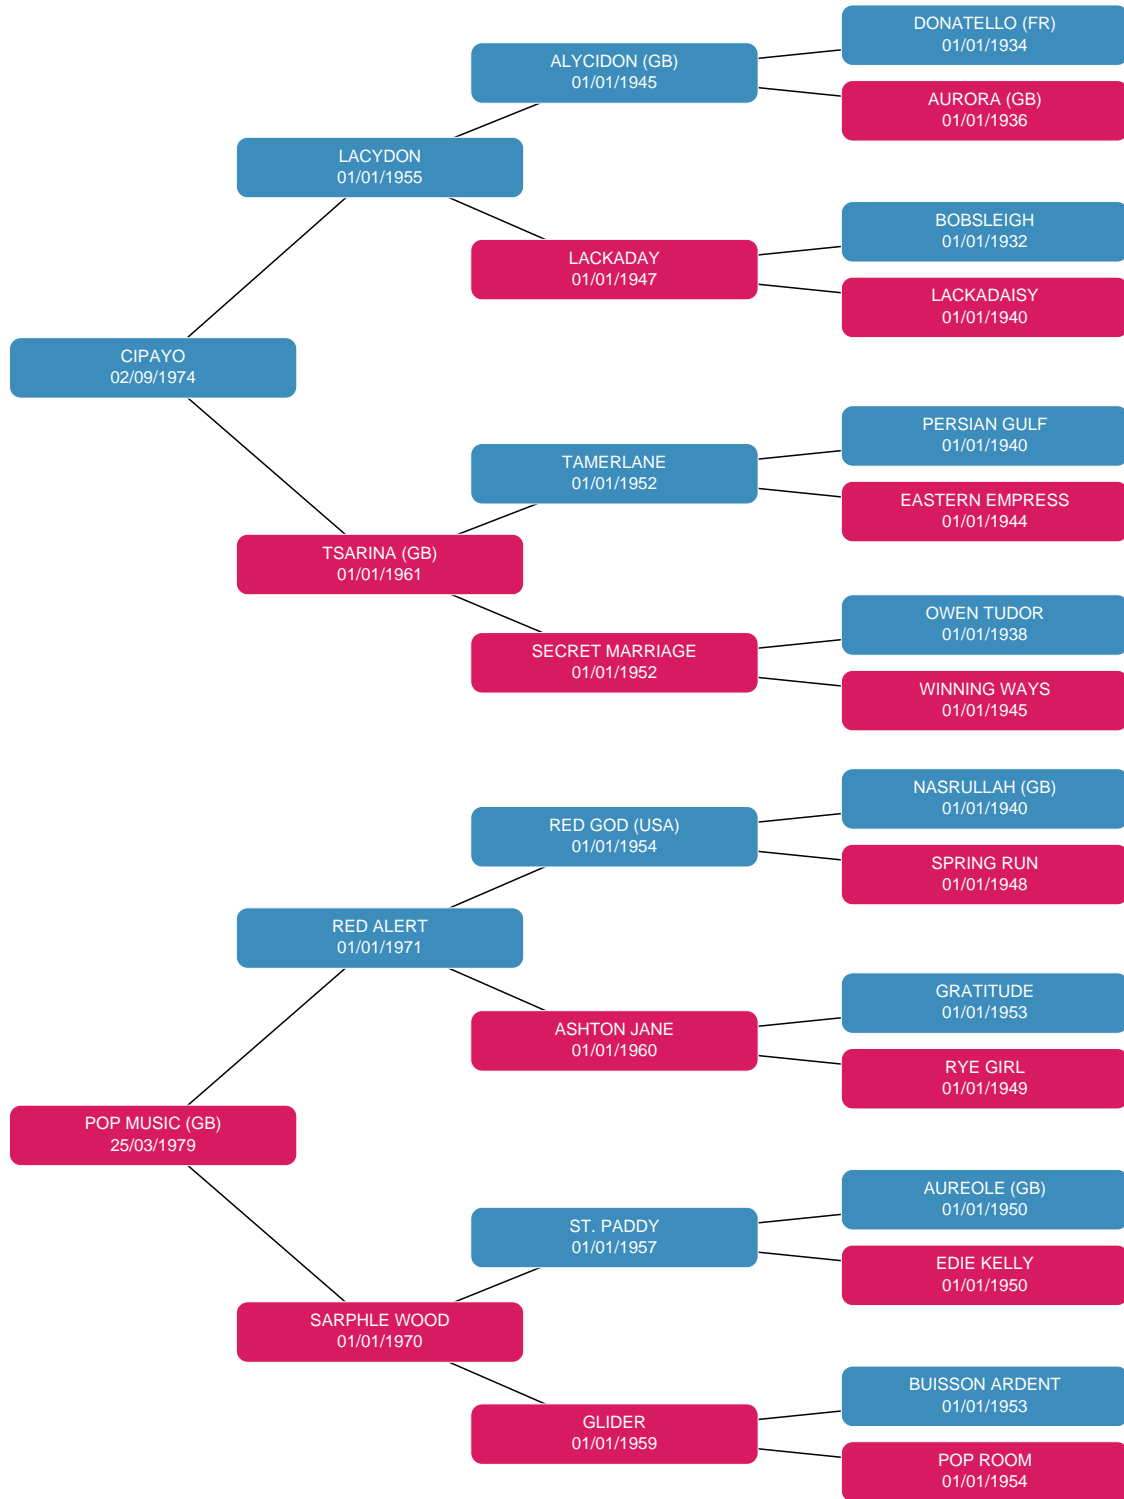 DONATELLO (FR)
01/01/1934
ALYCIDON (GB)
01/01/1945
AURORA (GB)
01/01/1936
LACYDON
01/01/1955
BOBSLEIGH
01/01/1932
LACKADAY
01/01/1947
LACKADAISY
01/01/1940
CIPAYO
02/09/1974
PERSIAN GULF
01/01/1940
TAMERLANE
01/01/1952
EASTERN EMPRESS
01/01/1944
TSARINA (GB)
01/01/1961
OWEN TUDOR
01/01/1938
SECRET MARRIAGE
01/01/1952
WINNING WAYS
01/01/1945
NASRULLAH (GB)
01/01/1940
RED GOD (USA)
01/01/1954
SPRING RUN
01/01/1948
RED ALERT
01/01/1971
GRATITUDE
01/01/1953
ASHTON JANE
01/01/1960
RYE GIRL
01/01/1949
POP MUSIC (GB)
25/03/1979
AUREOLE (GB)
01/01/1950
ST. PADDY
01/01/1957
EDIE KELLY
01/01/1950
SARPHLE WOOD
01/01/1970
BUISSON ARDENT
01/01/1953
GLIDER
01/01/1959
POP ROOM
01/01/1954